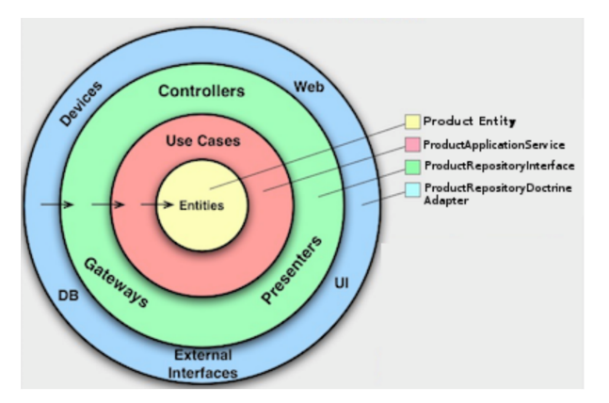 Devices
Web
Controllers
Use Cases
Entities
Gateways
Presenters
DB
UI
External
Interfaces
Product Entity
ProductApplicationService
ProductRepositoryInterface
ProductRepositoryDoctrine
Adapter